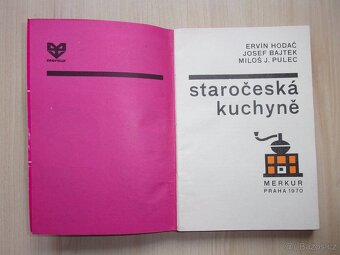 ERVÍN HODAČ
JOSEF BAJTEK
MILOŠ J. PULEC
staročeská
kuchyně
MERKUR
PRAHA 1970